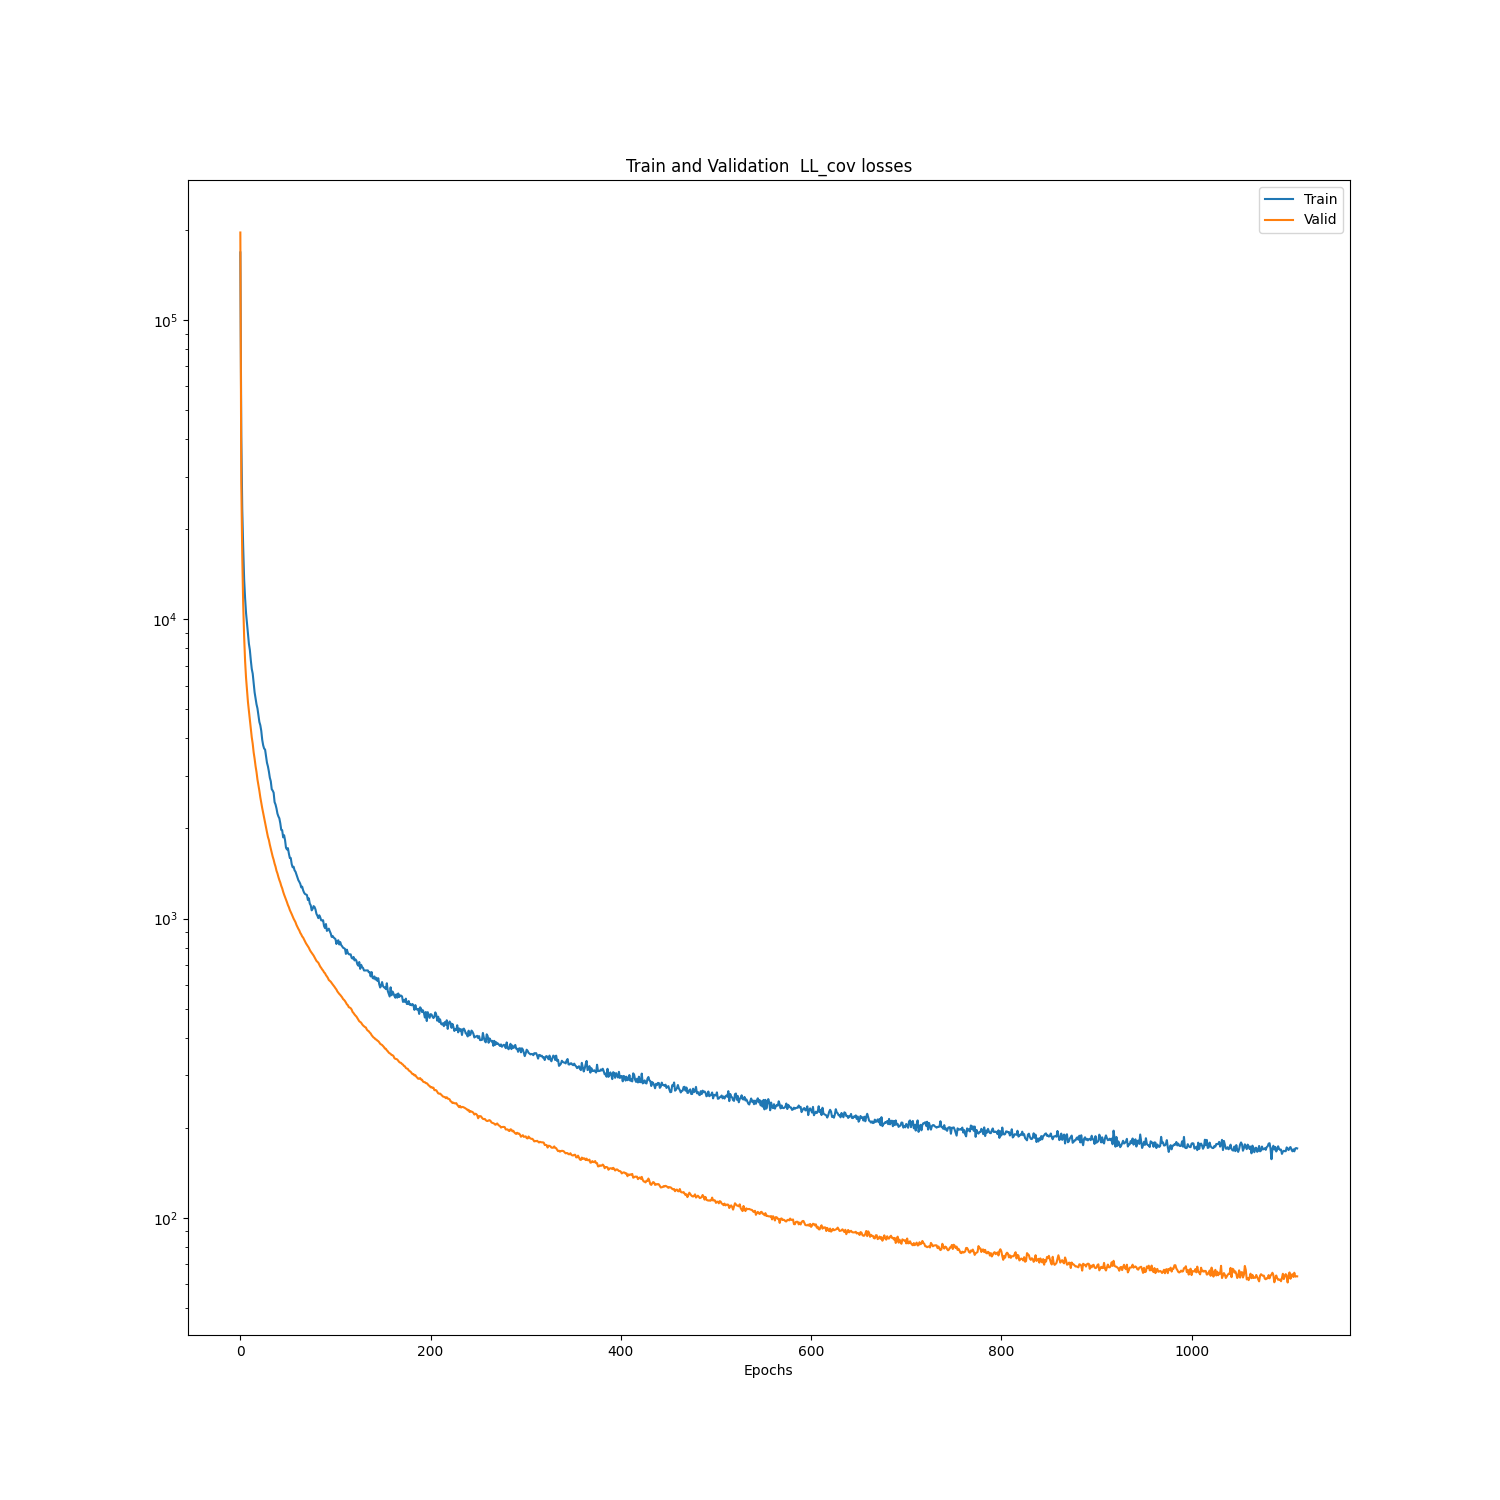 Train and Validation  LL_cov losses
Train
Valid
10^5
10^4
10^3
10^2
0 200 400 600 800 1000
Epochs